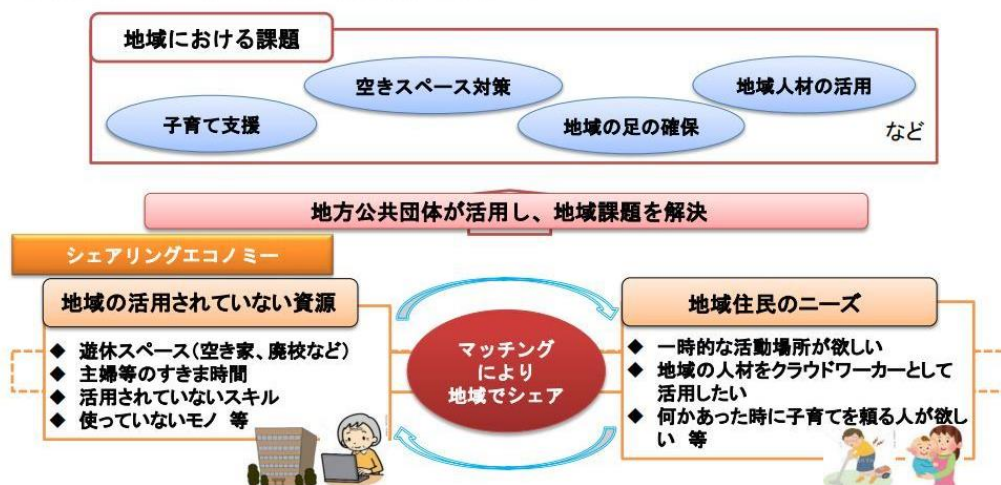 地域における課題
空きスペース対策
地域人材の活用
子育て支援
地域の足の確保
など
地方公共団体が活用し、地域課題を解決
シェアリングエコノミー
地域の活用されていない資源
◆ 遊休スペース(空き家、廃校など)
◆ 主婦等のすきま時間
◆ 活用されていないスキル
◆ 使っていないモノ 等
マッチング
により
地域でシェア
地域住民のニーズ
◆ 一時的な活動場所が欲しい
◆ 地域の人材をクラウドワーカーとして
活用したい
◆ 何かあった時に子育てを頼る人が欲し
い 等